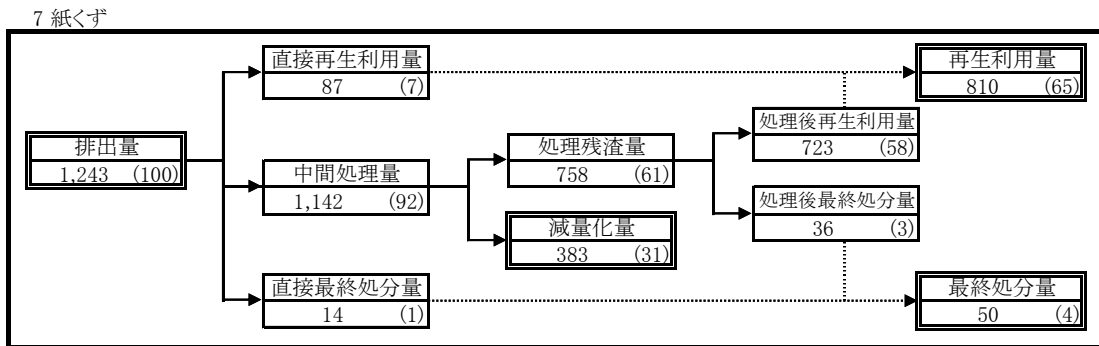 7 紙くず
直接再生利用量
87 (7)
再生利用量
810 (65)
処理後再生利用量
723 (58)
排出量
1,243 (100)
処理残渣量
758 (61)
中間処理量
1,142 (92)
処理後最終処分量
36 (3)
減量化量
383 (31)
直接最終処分量
14 (1)
最終処分量
50 (4)